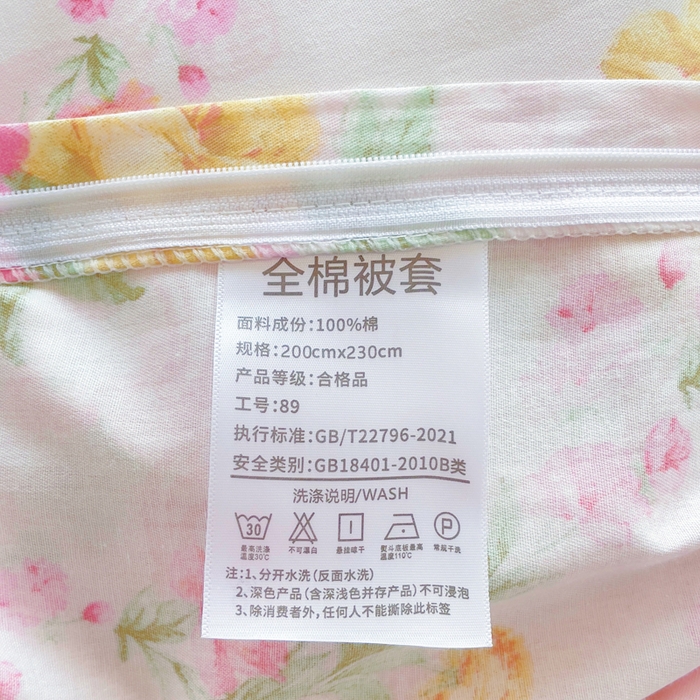 全棉被套
面料成份:100%棉
规格:200cmx230cm
产品等级:合格品
工号:89
执行标准:GB/T22796-2021
安全类别:GB18401-2010B类
洗涤说明/WASH
30 P
最高洗涤 不可漂白 悬挂晾干 熨斗底板最高 常规干洗
温度30℃ 温度110℃
注:1、分开水洗(反面水洗)
2、深色产品(含深浅色并存产品)不可浸泡
3、除消费者外,任何人不能撕除此标签